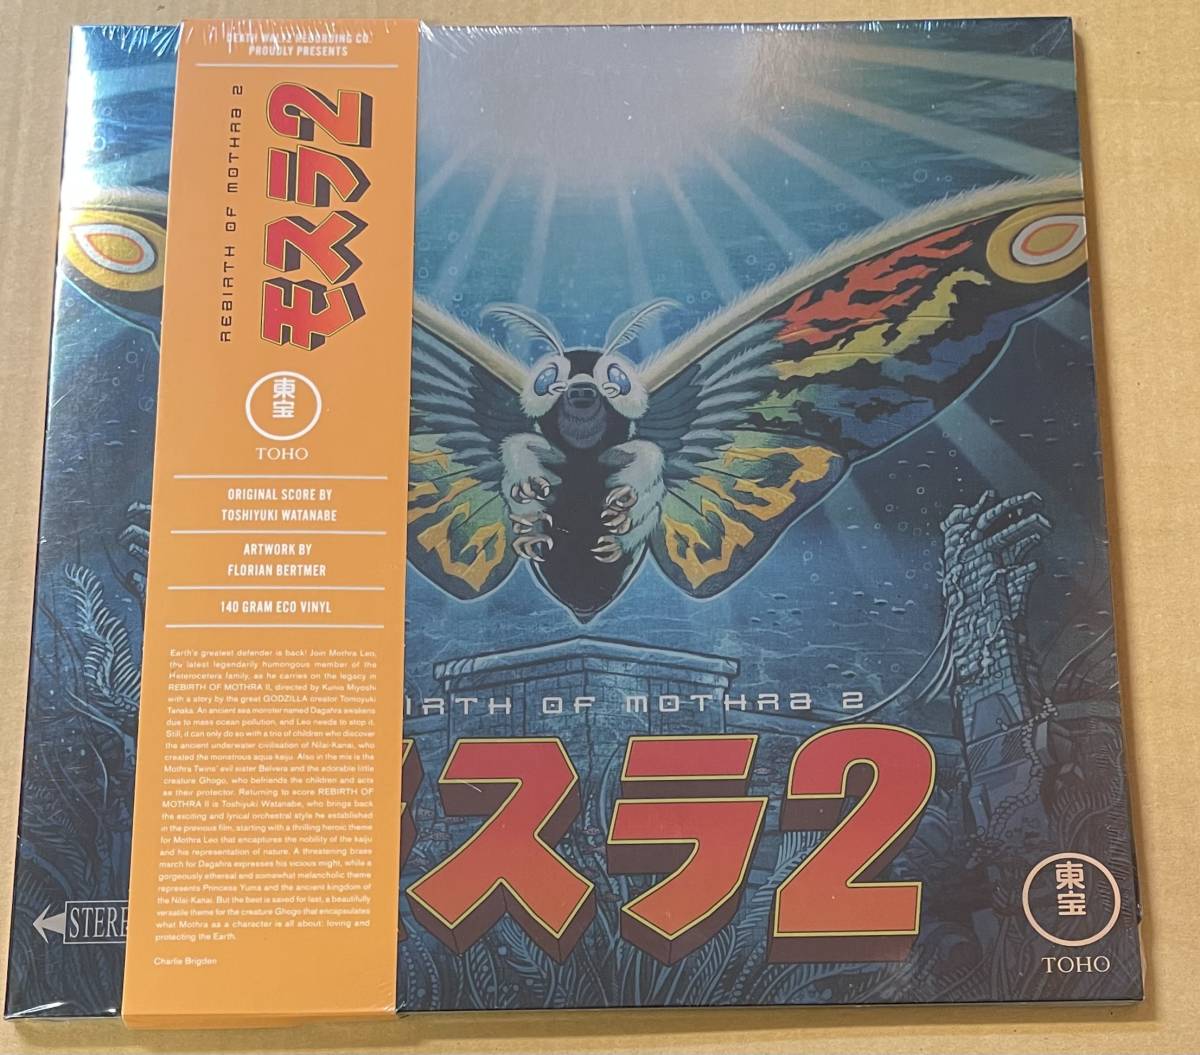 DEATH WALTZ RECORDING CO.
PROUDLY PRESENTS
REBIRTH OF MOTHRA 2
モスラ2
東宝
TOHO
ORIGINAL SCORE BY
TOSHIYUKI WATANABE
ARTWORK BY
FLORIAN BERTMER
140 GRAM ECO VINYL
Earth's greatest defender is back! Join Mothra Leo,
the latest legendarily humongous member of the
Heterocetera family, as he carries on the legacy in
REBIRTH OF MOTHRA II, directed by Kunio Miyoshi
with a story by the great GODZILLA creator Tomoyuki
Tanaka. An ancient sea monster named Dagahra awakens
due to mass ocean pollution, and Leo needs to stop it.
Still, it can only do so with a trio of children who discover
the ancient underwater civilisation of Nilai-Kanai, who
created the monstrous aqua-kaiju. Also in the mix is the
Mothra Twins' evil sister Belvera and the adorable little
creature Ghogo, who befriends the children and acts
as their protector. Returning to score REBIRTH OF
MOTHRA II is Toshiyuki Watanabe, who brings back
the exciting and lyrical orchestral style he established
in the previous film, starting with a thrilling heroic theme
for Mothra Leo that encaptures the nobility of the kaiju
and his representation of nature. A threatening brass
march for Dagahra expresses his vicious might, while a
gorgeously ethereal and somewhat melancholic theme
represents Princess Yuma and the ancient kingdom of
the Nilai-Kanai. But the best is saved for last, a beautifully
versatile theme for the creature Ghogo that encapsulates
what Mothra as a character is all about: loving and
protecting the Earth.
Charlie Brigden
IRTH OF MOTHRA 2
スラ2
STERE
東宝
TOHO